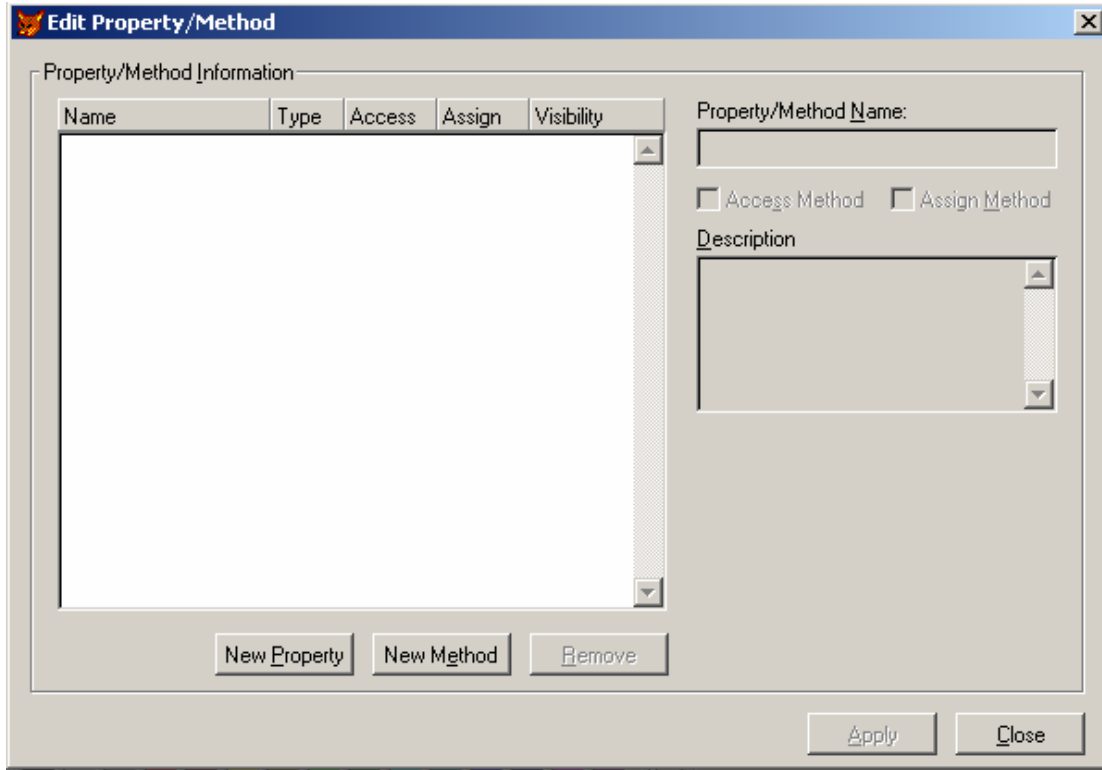 Edit Property/Method
Property/Method Information
Name Type Access Assign Visibility
Property/Method Name:
Access Method Assign Method
Description
New Property New Method Remove
Apply Close